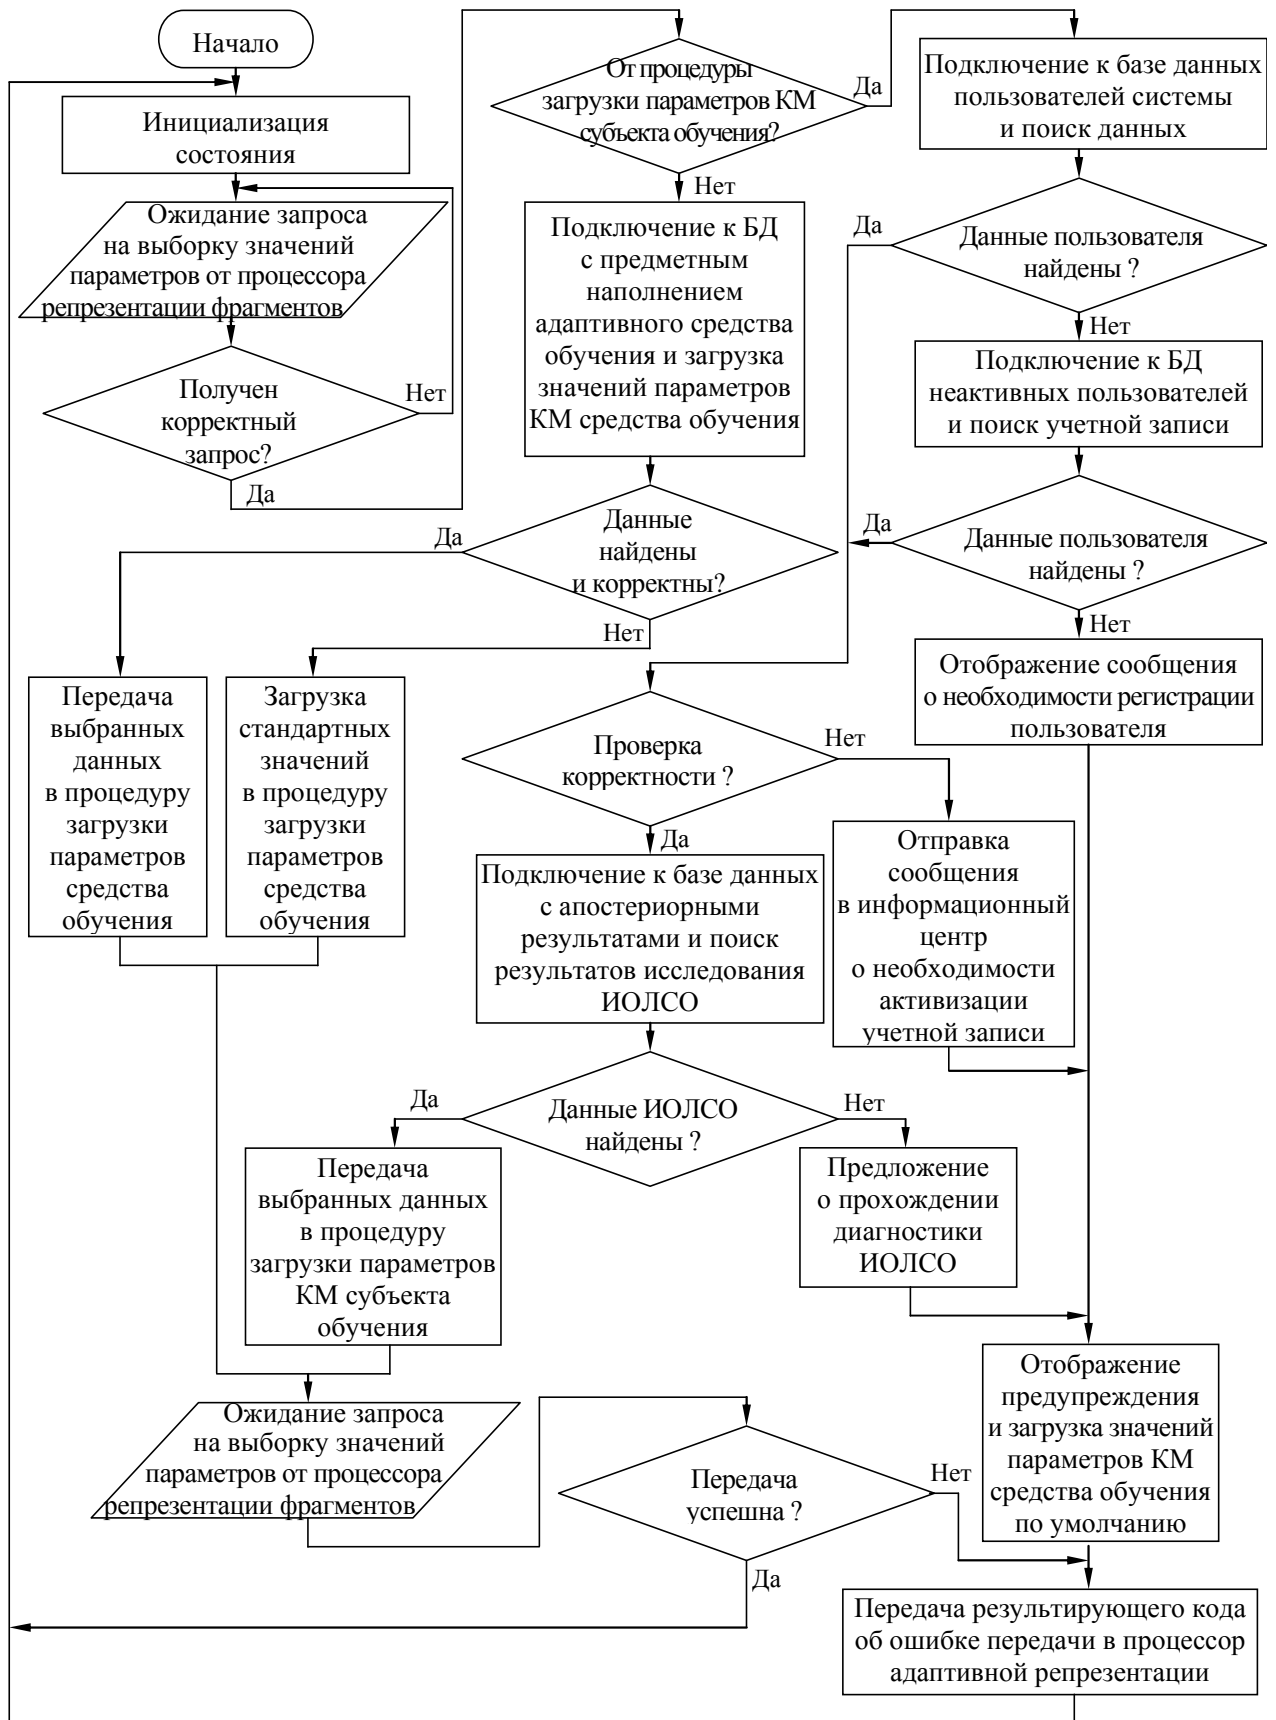 Начало
Инициализация
состояния
Ожидание запроса
на выборку значений
параметров от процессора
репрезентации фрагментов
Получен
корректный
запрос?
Нет
Да
От процедуры
загрузки параметров КМ
субъекта обучения?
Да
Нет
Подключение к базе данных
пользователей системы
и поиск данных
Данные пользователя
найдены ?
Да
Нет
Подключение к БД
с предметным
наполнением
адаптивного средства
обучения и загрузка
значений параметров
КМ средства обучения
Подключение к БД
неактивных пользователей
и поиск учетной записи
Данные
найдены
и корректны?
Да
Нет
Данные пользователя
найдены ?
Да
Нет
Отображение сообщения
о необходимости регистрации
пользователя
Передача
выбранных
данных
в процедуру
загрузки
параметров
средства
обучения
Загрузка
стандартных
значений
в процедуру
загрузки
параметров
средства
обучения
Проверка
корректности ?
Нет
Да
Подключение к базе данных
с апостериорными
результатами и поиск
результатов исследования
ИОЛСО
Отправка
сообщения
в информационный
центр
о необходимости
активизации
учетной записи
Данные ИОЛСО
найдены ?
Да
Нет
Передача
выбранных данных
в процедуру
загрузки параметров
КМ субъекта
обучения
Предложение
о прохождении
диагностики
ИОЛСО
Отображение
предупреждения
и загрузка значений
параметров КМ
средства обучения
по умолчанию
Ожидание запроса
на выборку значений
параметров от процессора
репрезентации фрагментов
Передача
успешна ?
Нет
Да
Передача результирующего кода
об ошибке передачи в процессор
адаптивной репрезентации